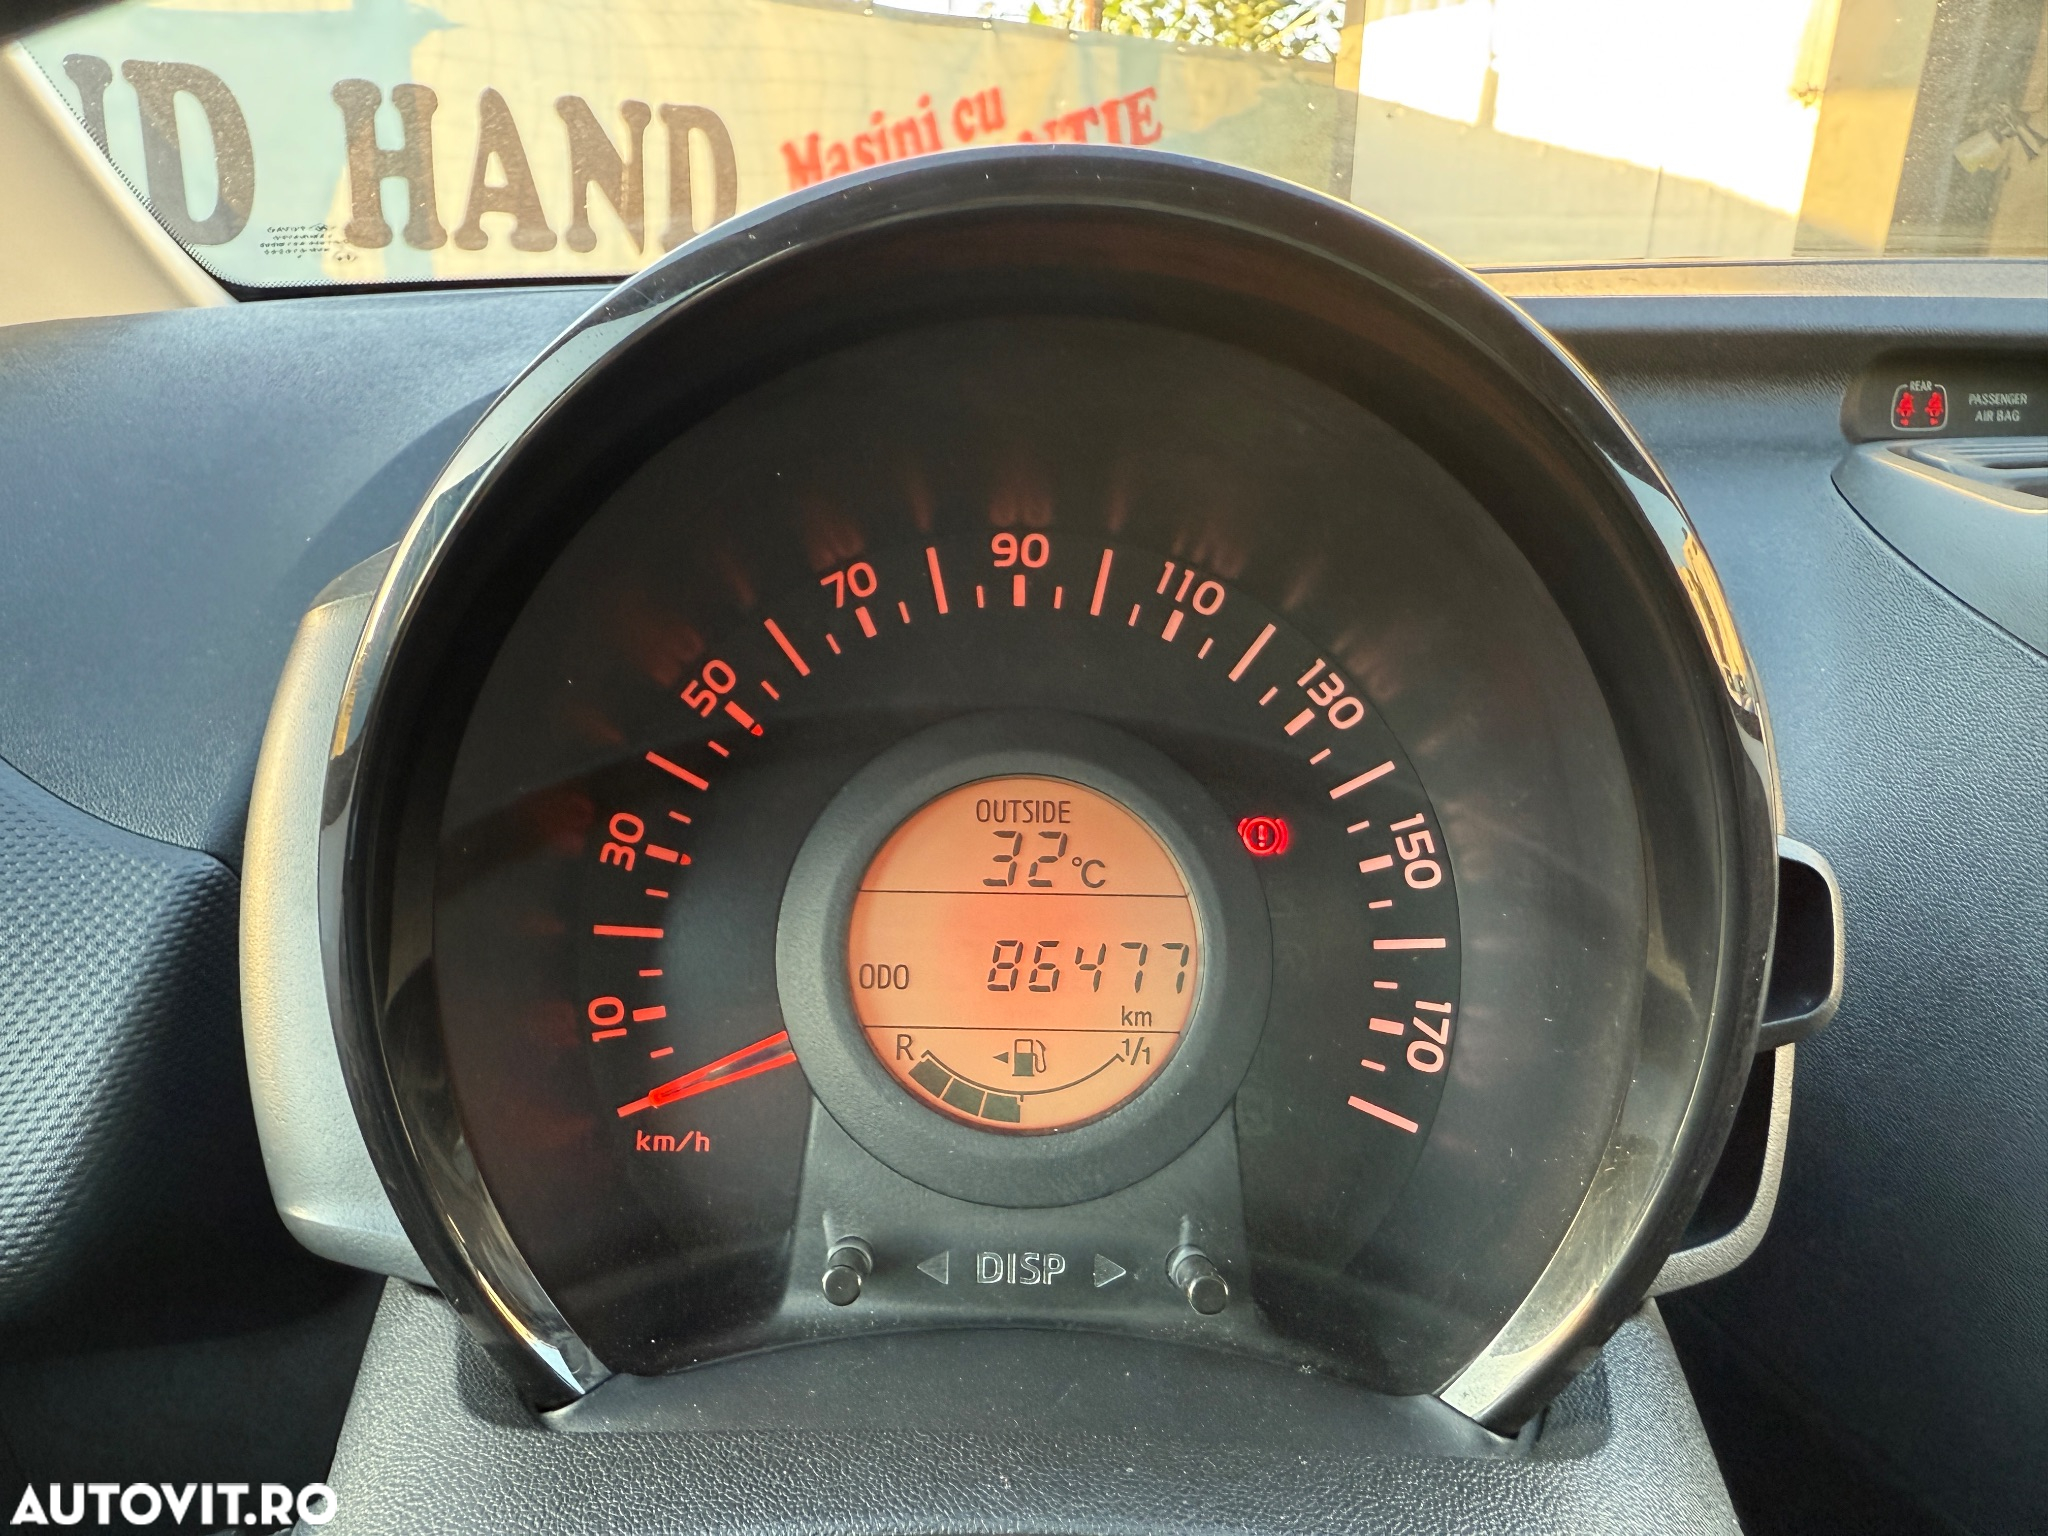 ND HAND
Masini cu
REAR
PASSENGER
AIR BAG
10
30
50
70
90
110
130
150
170
km/h
OUTSIDE
32 °C
ODO 86477
km
R 1/1
DISP
AUTOVIT.RO